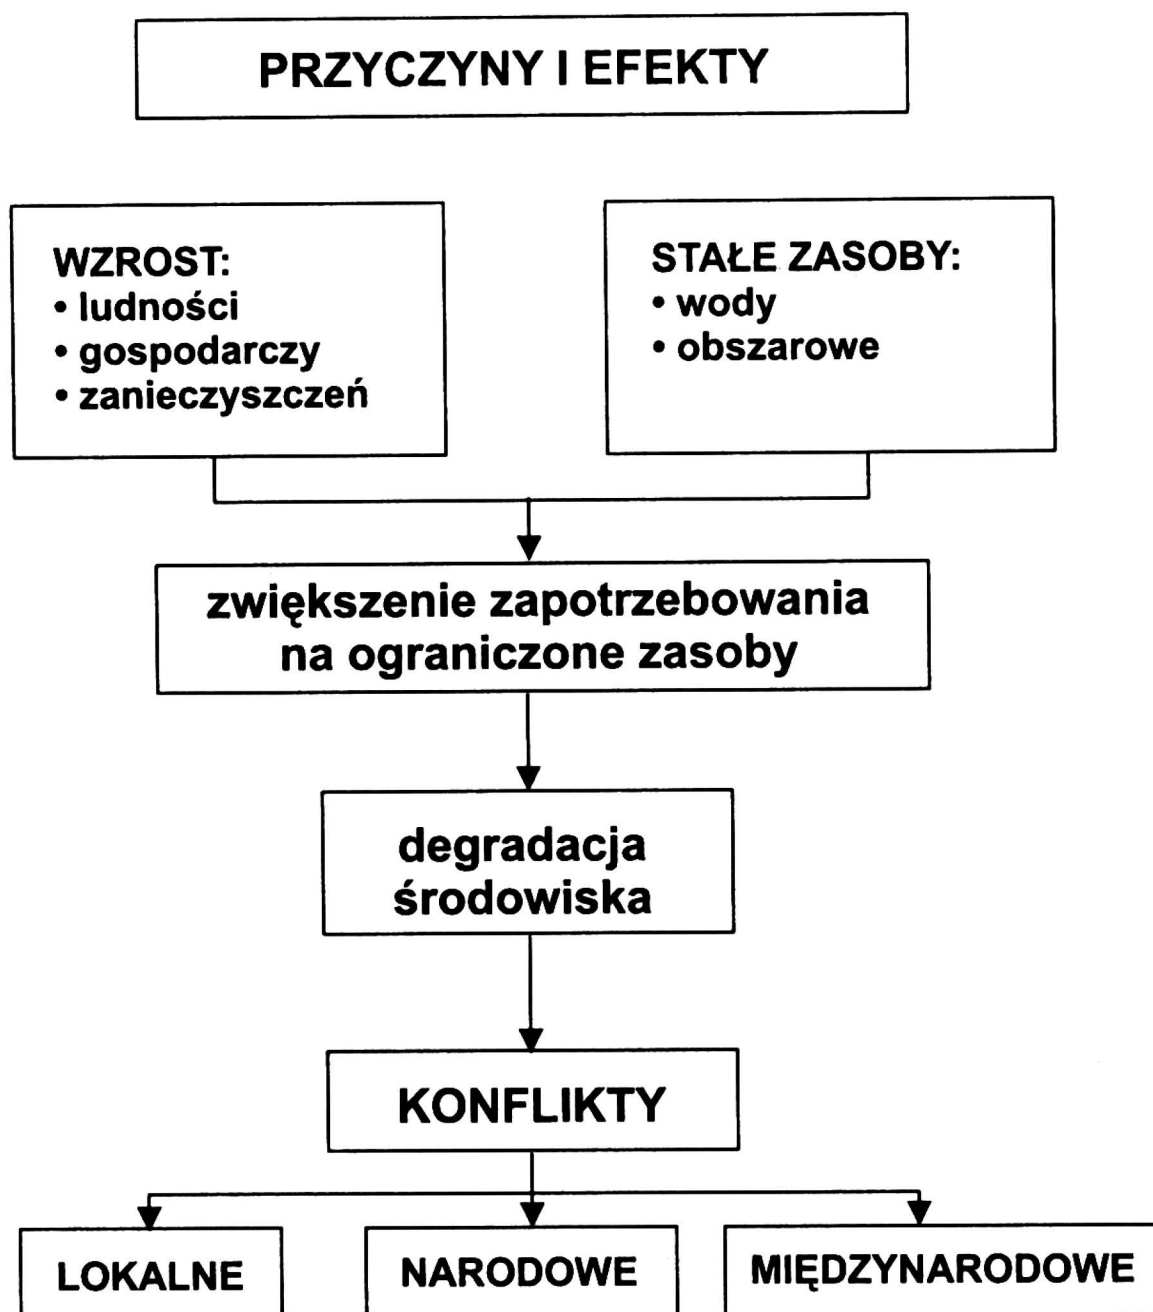 PRZYCZYNY I EFEKTY
WZROST:
• ludności
• gospodarczy
• zanieczyszczeń
STAŁE ZASOBY:
• wody
• obszarowe
zwiększenie zapotrzebowania
na ograniczone zasoby
degradacja
środowiska
KONFLIKTY
LOKALNE
NARODOWE
MIĘDZYNARODOWE